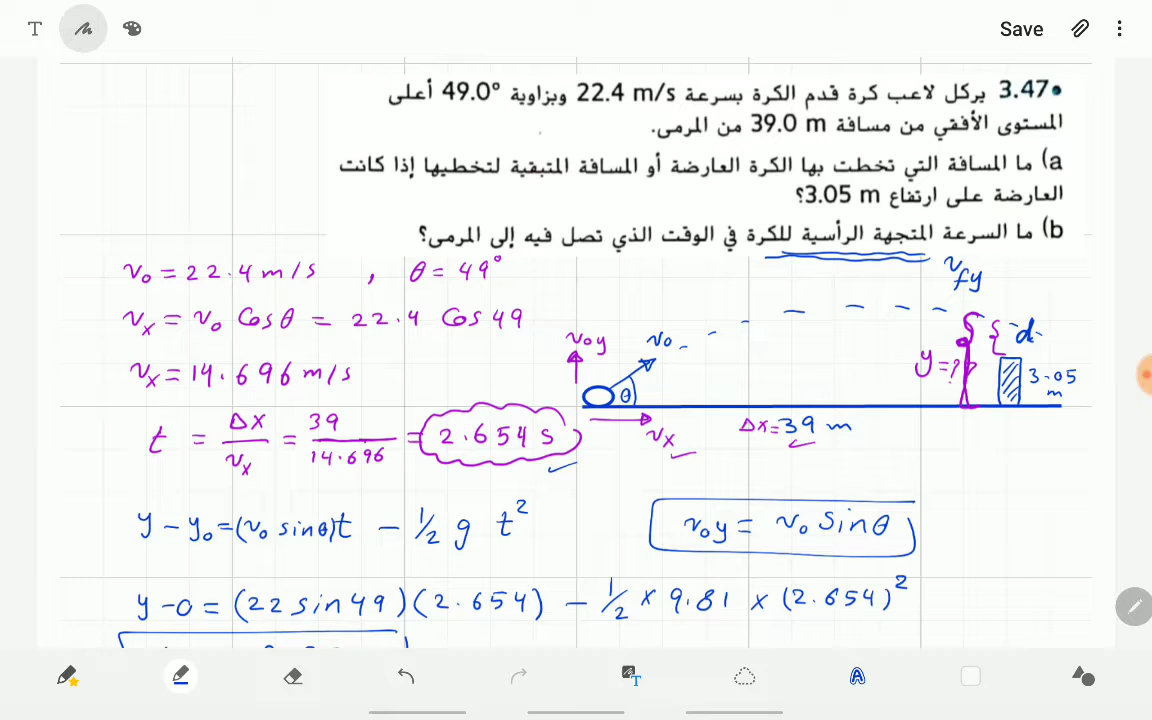 T Save
3.47• يركل لاعب كرة قدم الكرة بسرعة 22.4 m/s وبزاوية 49.0° أعلى
المستوى الأفقي من مسافة 39.0 m من المرمى.
a) ما المسافة التي تخطت بها الكرة العارضة أو المسافة المتبقية لتخطيها إذا كانت
العارضة على ارتفاع 3.05 m؟
b) ما السرعة المتجهة الرأسية للكرة في الوقت الذي تصل فيه إلى المرمى؟
v₀ = 22.4 m/s , θ = 49°
vₓ = v₀ Cosθ = 22.4 Cos 49
vₓ = 14.696 m/s
t = Δx/vₓ = 39/14.696 = 2.654 s
vfy
v₀y
v₀
θ
vₓ
Δx = 39 m
y = ??
d
3.05 m
y - y₀ = (v₀ sinθ)t - 1/2 g t²
v₀y = v₀ Sinθ
y - 0 = (22 sin 49)(2.654) - 1/2 × 9.81 × (2.654)²